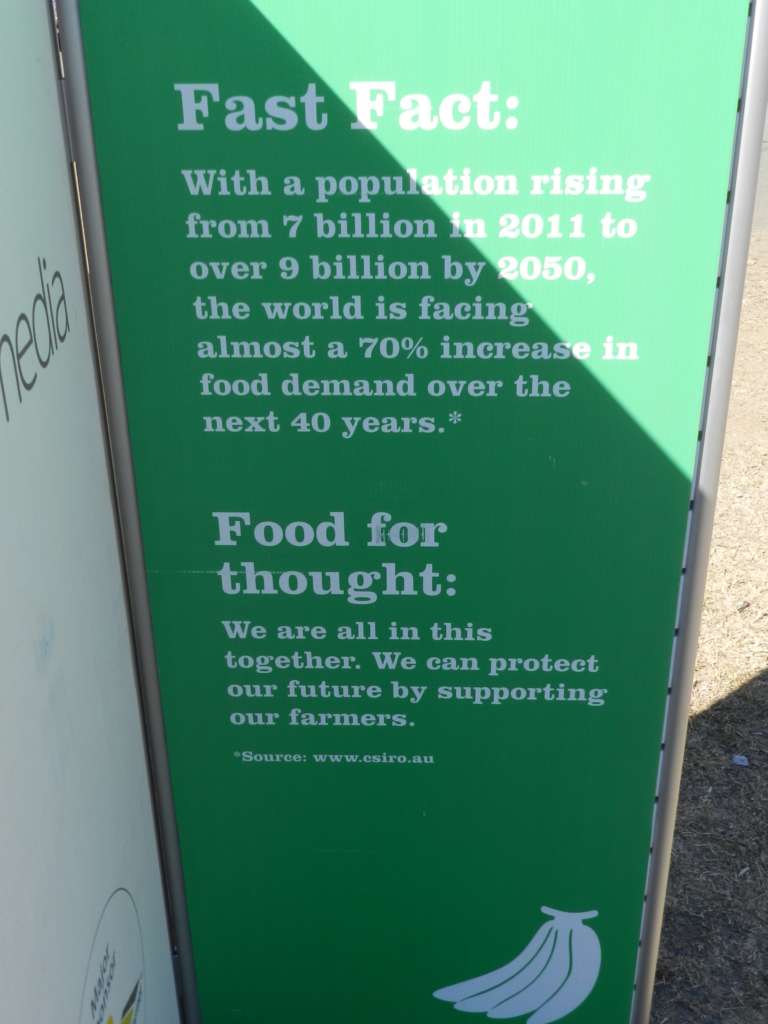 Fast Fact:
With a population rising
from 7 billion in 2011 to
over 9 billion by 2050,
the world is facing
almost a 70% increase in
food demand over the
next 40 years.*
Food for
thought:
We are all in this
together. We can protect
our future by supporting
our farmers.
*Source: www.csiro.au
media
Major